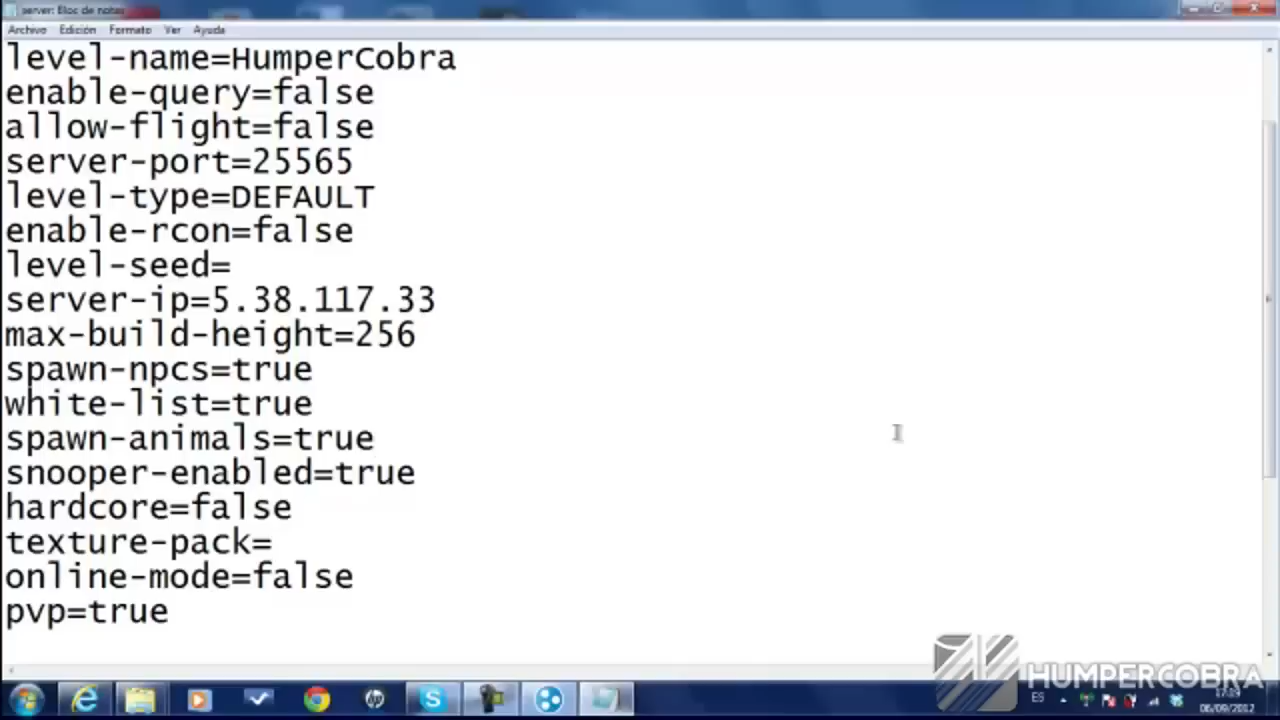 server: Bloc de notas
Archivo Edición Formato Ver Ayuda
level-name=HumperCobra
enable-query=false
allow-flight=false
server-port=25565
level-type=DEFAULT
enable-rcon=false
level-seed=
server-ip=5.38.117.33
max-build-height=256
spawn-npcs=true
white-list=true
spawn-animals=true
snooper-enabled=true
hardcore=false
texture-pack=
online-mode=false
pvp=true
HUMPERCOBRA
ES
06/09/2012